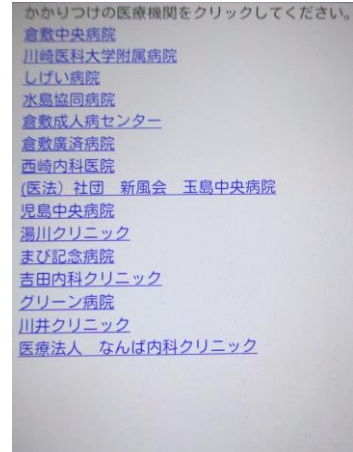 かかりつけの医療機関をクリックしてください。
倉敷中央病院
川崎医科大学附属病院
しげい病院
水島協同病院
倉敷成人病センター
倉敷廣済病院
西崎内科医院
(医法）社団　新風会　玉島中央病院
児島中央病院
湯川クリニック
まび記念病院
吉田内科クリニック
グリーン病院
川井クリニック
医療法人　なんば内科クリニック